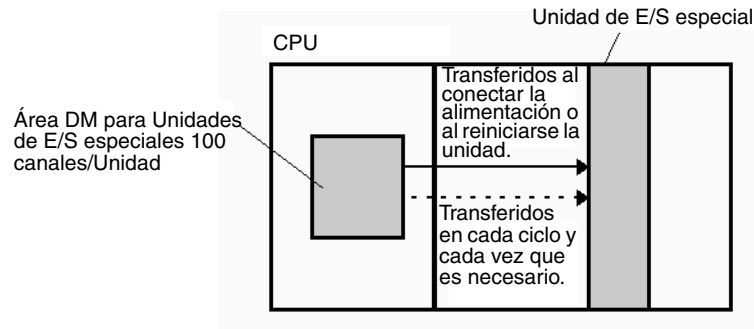 Unidad de E/S especial
CPU
Transferidos al
conectar la
alimentación o
al reiniciarse la
unidad.
Área DM para Unidades
de E/S especiales 100
canales/Unidad
Transferidos
en cada ciclo y
cada vez que
es necesario.